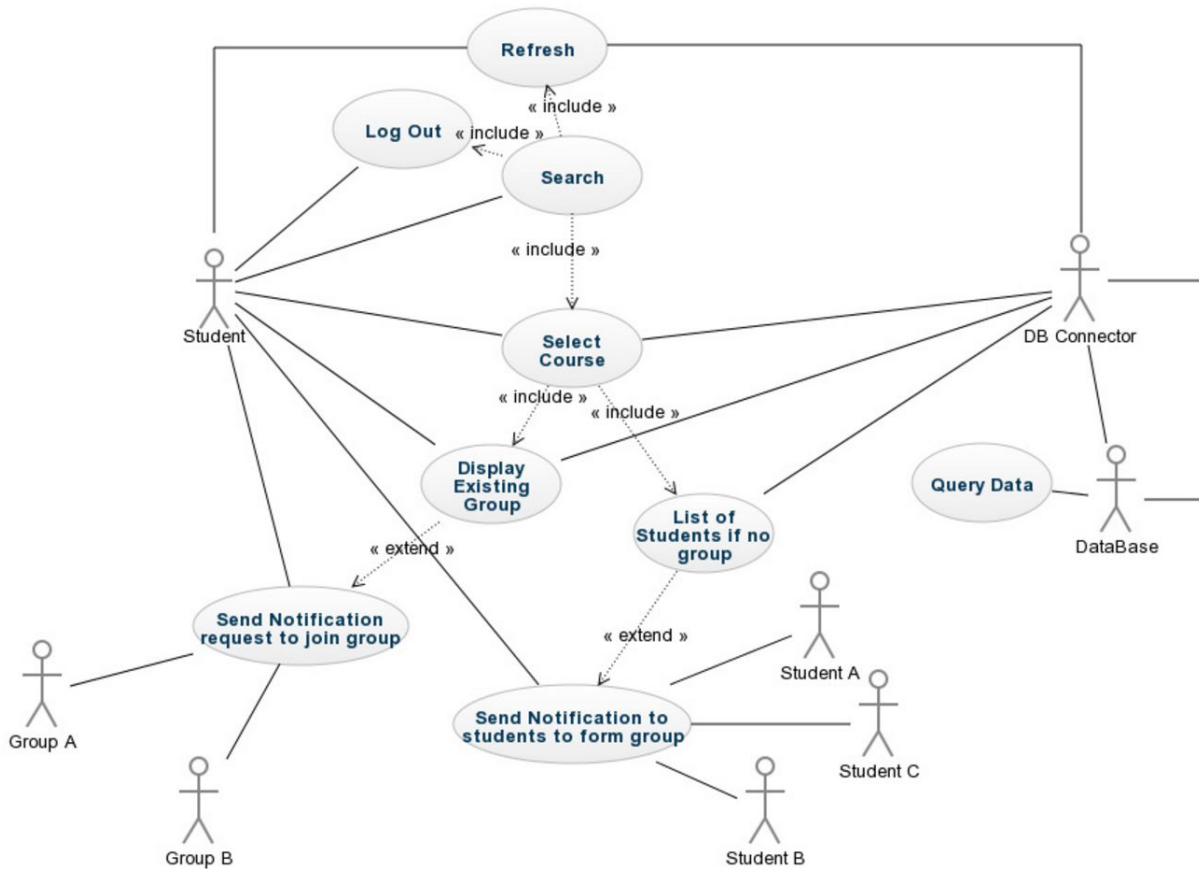 Refresh
« include »
Log Out
« include »
Search
« include »
Student
DB Connector
Select
Course
« include »
« include »
Display
Existing
Group
Query Data
List of
Students if no
group
DataBase
« extend »
Send Notification
request to join group
« extend »
Student A
Group A
Send Notification to
students to form group
Student C
Group B
Student B